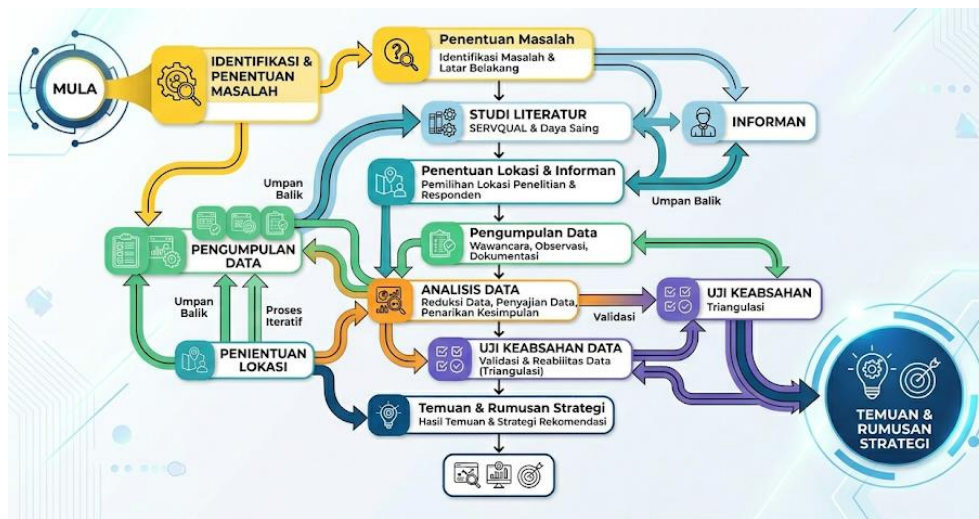 MULA
IDENTIFIKASI &
PENENTUAN
MASALAH
Penentuan Masalah
Identifikasi Masalah &
Latar Belakang
STUDI LITERATUR
SERVQUAL & Daya Saing
INFORMAN
Penentuan Lokasi & Informan
Pemilihan Lokasi Penelitian &
Responden
Umpan
Balik
Umpan Balik
Pengumpulan Data
Wawancara, Observasi,
Dokumentasi
PENGUMPULAN
DATA
ANALISIS DATA
Reduksi Data, Penyajian Data,
Penarikan Kesimpulan
Validasi
UJI KEABSAHAN
Triangulasi
Umpan
Balik
Proses
Iteratif
PENIENTUAN
LOKASI
UJI KEABSAHAN DATA
Validasi & Reabiilitas Data
(Triangulasi)
Temuan & Rumusan Strategi
Hasil Temuan & Strategi Rekomendasi
TEMUAN &
RUMUSAN
STRATEGI